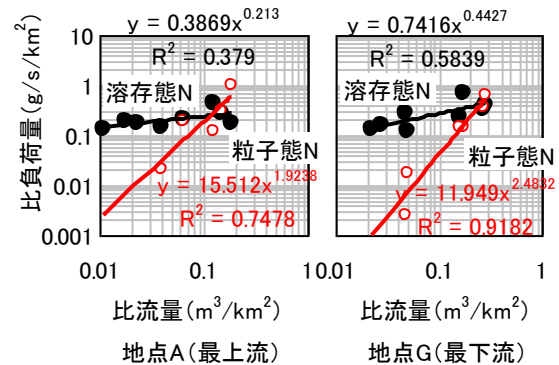 y = 0.3869x^0.213
R² = 0.379
y = 0.7416x^0.4427
R² = 0.5839
比負荷量(g/s/km²)
10
1
0.1
0.01
0.001
溶存態N
粒子態N
y = 15.512x^1.9238
R² = 0.7478
溶存態N
粒子態N
y = 11.949x^2.4832
R² = 0.9182
0.01
0.1
1
0.01
0.1
1
比流量(m³/km²)
比流量(m³/km²)
地点A(最上流)
地点G(最下流)